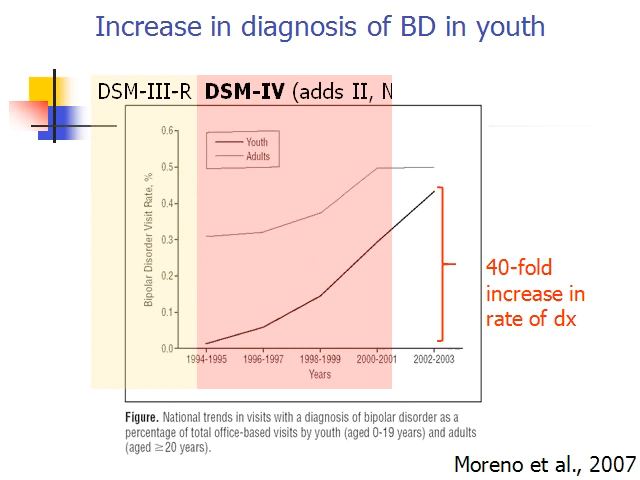 Increase in diagnosis of BD in youth
DSM-III-R DSM-IV (adds II, N
0.6
Youth
Adults
0.5
0.4
0.3
0.2
0.1
0.0
Bipolar Disorder Visit Rate, %
1994-1995 1996-1997 1998-1999 2000-2001 2002-2003
Years
40-fold
increase in
rate of dx
Figure. National trends in visits with a diagnosis of bipolar disorder as a
percentage of total office-based visits by youth (aged 0-19 years) and adults
(aged ≥20 years).
Moreno et al., 2007